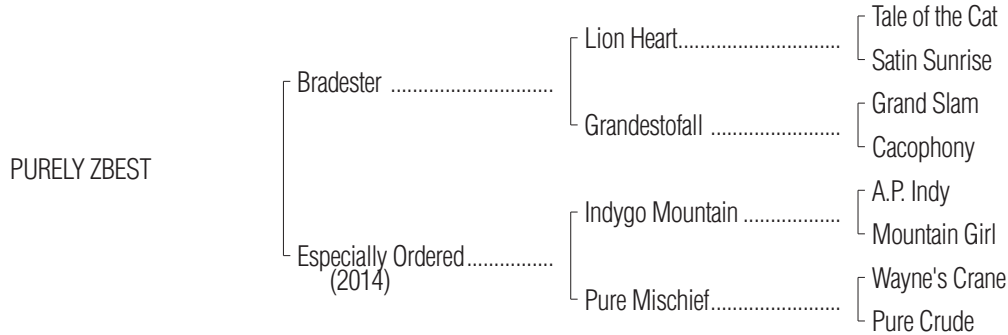 Tale of the Cat
Lion Heart..............................
Satin Sunrise
Bradester ..............................
Grand Slam
Grandestofall ........................
Cacophony
PURELY ZBEST
A.P. Indy
Indygo Mountain ..................
Mountain Girl
Especially Ordered................
(2014)
Wayne's Crane
Pure Mischief........................
Pure Crude